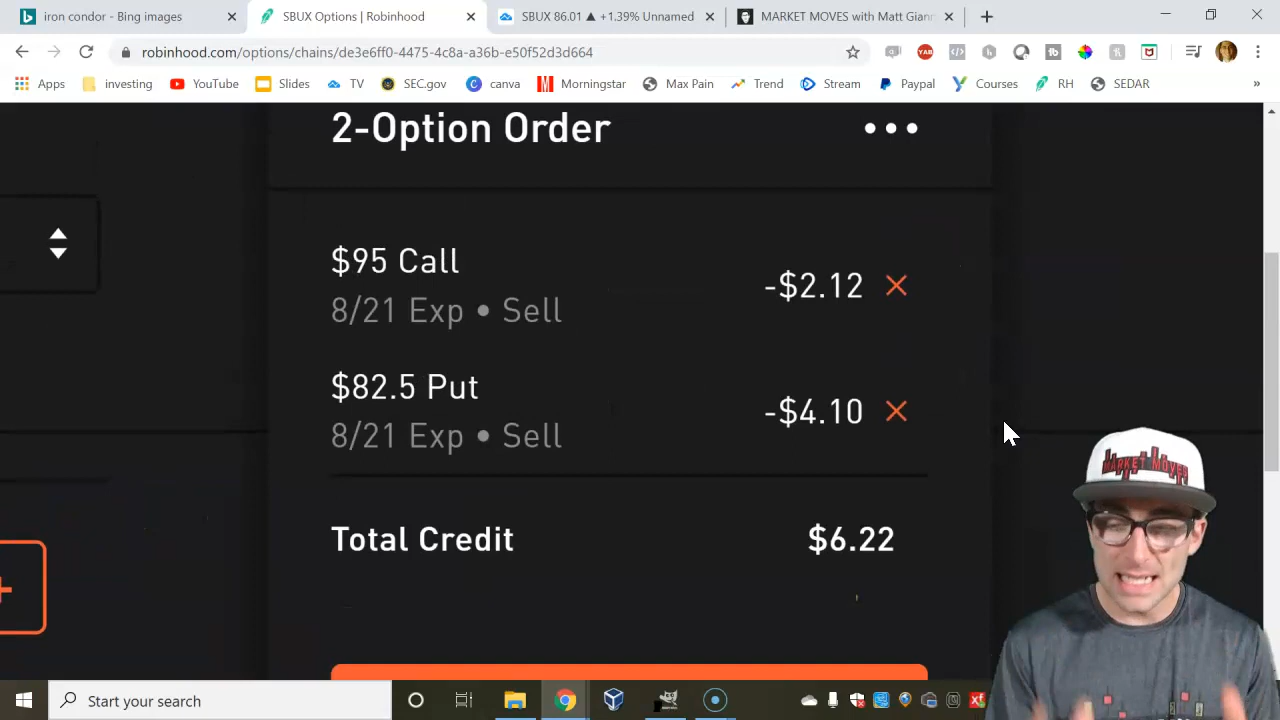 iron condor - Bing images
SBUX Options | Robinhood
SBUX 86.01 ▲ +1.39% Unnamed
MARKET MOVES with Matt Giann
robinhood.com/options/chains/de3e6ff0-4475-4c8a-a36b-e50f52d3d664
Apps
investing
YouTube
Slides
TV
SEC.gov
canva
Morningstar
Max Pain
Trend
Stream
Paypal
Courses
RH
SEDAR
2-Option Order
$95 Call
-$2.12
8/21 Exp • Sell
$82.5 Put
-$4.10
8/21 Exp • Sell
Total Credit
$6.22
MARKET MOVES
Start your search